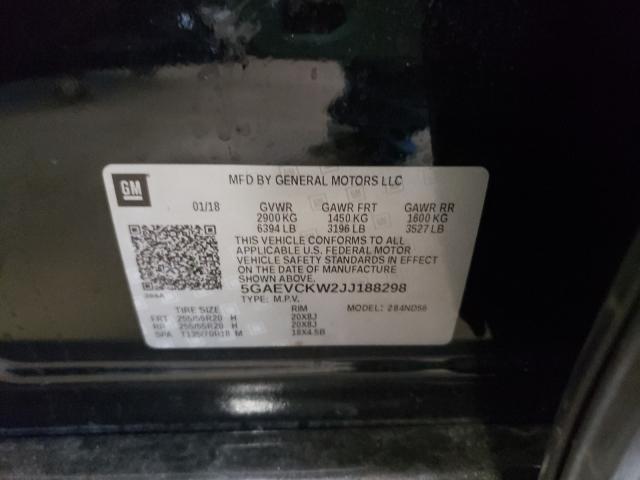 GM
MFD BY GENERAL MOTORS LLC
01/18 GVWR GAWR FRT GAWR RR
2900 KG 1450 KG 1600 KG
6394 LB 3196 LB 3527 LB
THIS VEHICLE CONFORMS TO ALL
APPLICABLE U.S. FEDERAL MOTOR
VEHICLE SAFETY STANDARDS IN EFFECT
ON THE DATE OF MANUFACTURE
SHOWN ABOVE.
5GAEVCKW2JJ188298
TYPE: M.P.V. MODEL: 284ND56
TIRE SIZE RIM
FRT 255/55R20 H 20X8J
RR 255/55R20 H 20X8J
SPA T135/70R18 M 18X4.5B